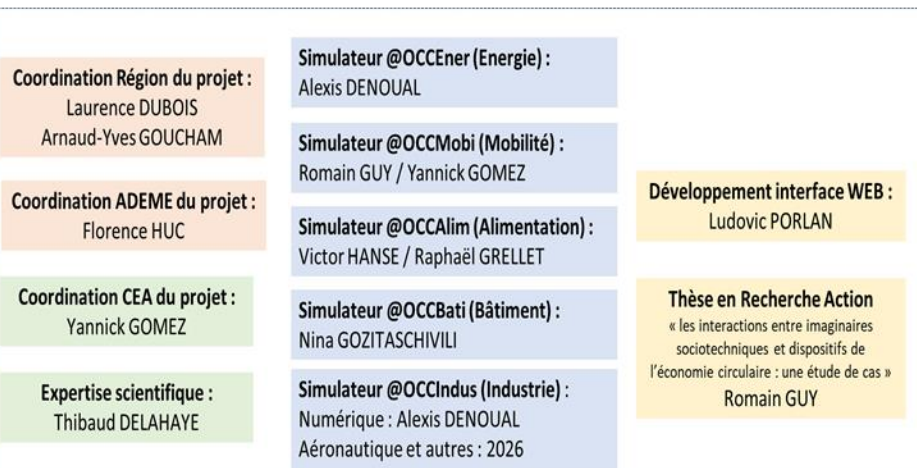 Coordination Région du projet :
Laurence DUBOIS
Arnaud-Yves GOUCHAM
Coordination ADEME du projet :
Florence HUC
Coordination CEA du projet :
Yannick GOMEZ
Expertise scientifique :
Thibaud DELAHAYE
Simulateur @OCCEner (Energie) :
Alexis DENOUAL
Simulateur @OCCMobi (Mobilité) :
Romain GUY / Yannick GOMEZ
Simulateur @OCCAlim (Alimentation) :
Victor HANSE / Raphaël GRELLET
Simulateur @OCCBati (Bâtiment) :
Nina GOZITASCHIVILI
Simulateur @OCCIndus (Industrie) :
Numérique : Alexis DENOUAL
Aéronautique et autres : 2026
Développement interface WEB :
Ludovic PORLAN
Thèse en Recherche Action
« les interactions entre imaginaires
sociotechniques et dispositifs de
l'économie circulaire : une étude de cas »
Romain GUY